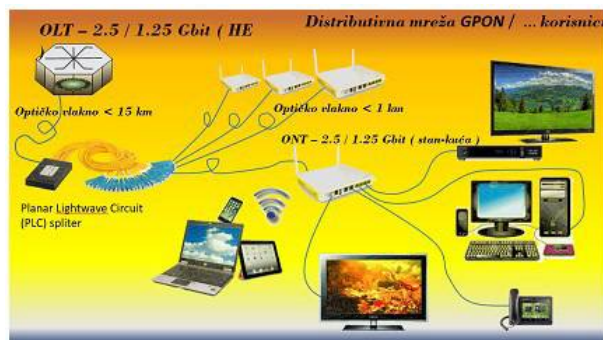 OLT – 2.5 / 1.25 Gbit ( HE
)
Distributivna mreža GPON / ... korisnici
Optičko vlakno < 15 km
Optičko vlakno < 1 km
ONT – 2.5 / 1.25 Gbit ( stan-kuća )
Planar Lightwave Circuit
(PLC) spliter